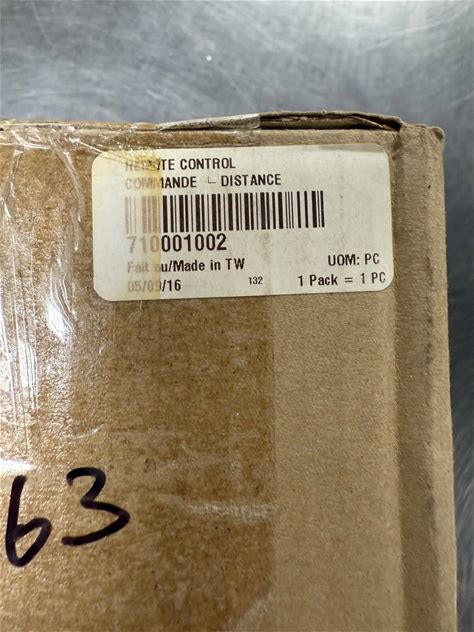 REMOTE CONTROL
COMMANDE - DISTANCE
710001002
Fait au/Made in TW
UOM: PC
05/09/16
132
1 Pack = 1 PC
63